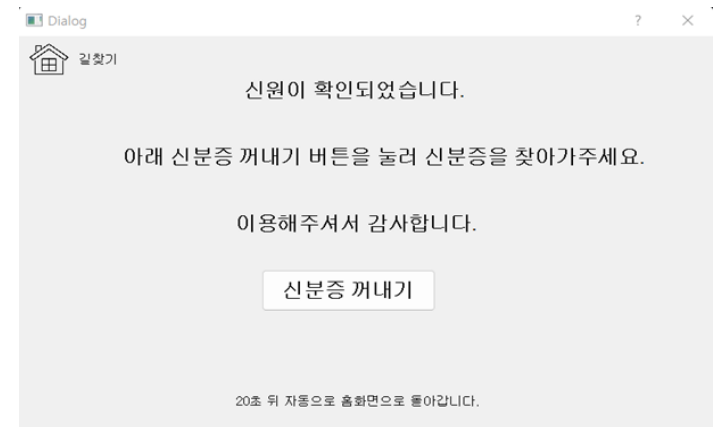 Dialog
?
길찾기
신원이 확인되었습니다.
아래 신분증 꺼내기 버튼을 눌러 신분증을 찾아가주세요.
이용해주셔서 감사합니다.
신분증 꺼내기
20초 뒤 자동으로 홈화면으로 돌아갑니다.